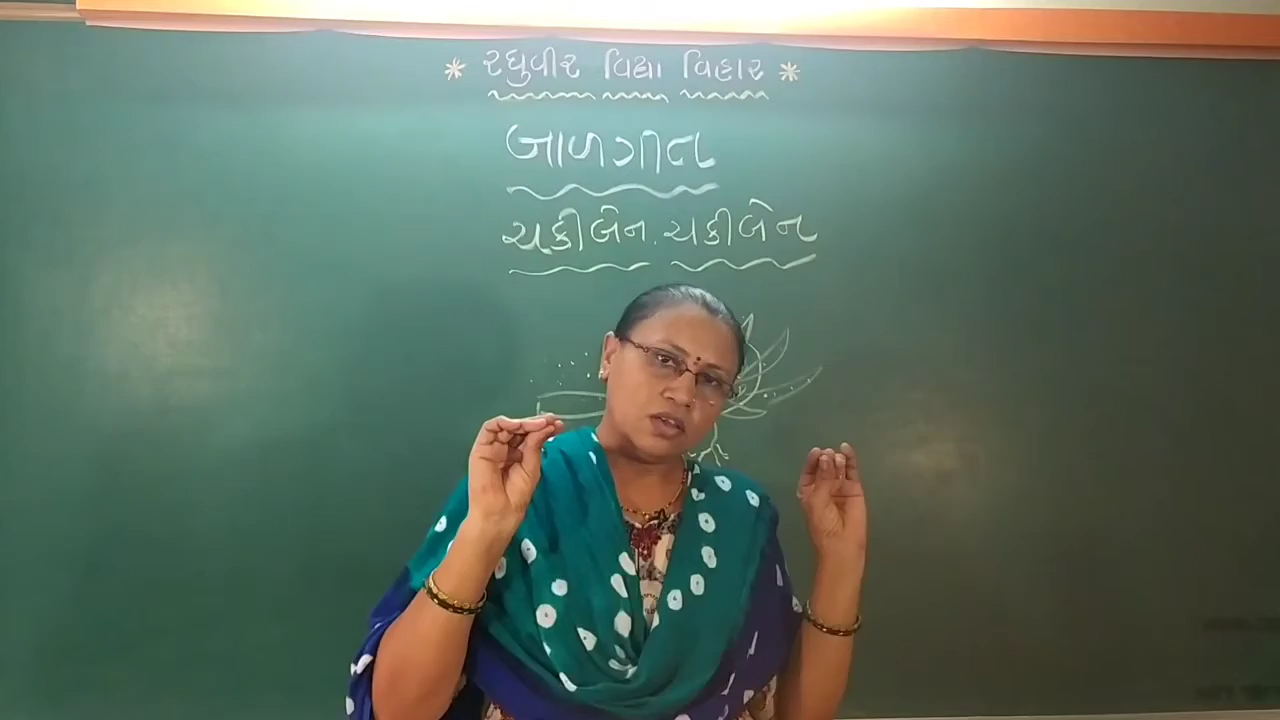 * રઘુવીર વિદ્યા વિહાર *
બાળગીત
ચકીબેન. ચકીબેન